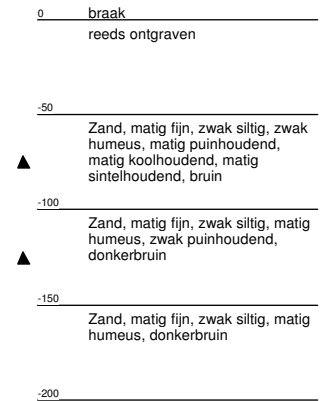 0 braak
reeds ontgraven
-50
Zand, matig fijn, zwak siltig, zwak
humeus, matig puinhoudend,
matig koolhoudend, matig
sintelhoudend, bruin
-100
Zand, matig fijn, zwak siltig, matig
humeus, zwak puinhoudend,
donkerbruin
-150
Zand, matig fijn, zwak siltig, matig
humeus, donkerbruin
-200